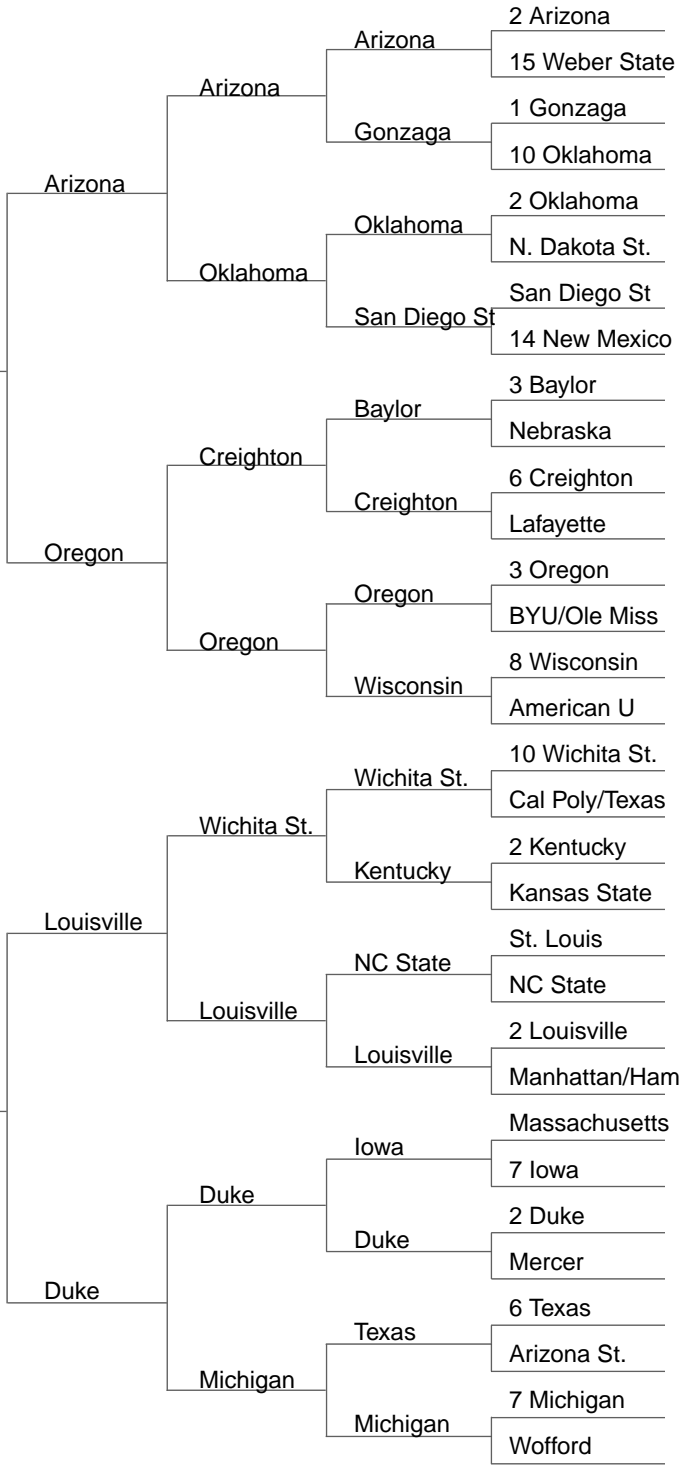 2 Arizona
Arizona
15 Weber State
Arizona
1 Gonzaga
Gonzaga
10 Oklahoma
Arizona
2 Oklahoma
Oklahoma
N. Dakota St.
Oklahoma
San Diego St
San Diego St
14 New Mexico
3 Baylor
Baylor
Nebraska
Creighton
6 Creighton
Creighton
Lafayette
Oregon
3 Oregon
Oregon
BYU/Ole Miss
Oregon
8 Wisconsin
Wisconsin
American U
10 Wichita St.
Wichita St.
Cal Poly/Texas
Wichita St.
2 Kentucky
Kentucky
Kansas State
Louisville
St. Louis
NC State
NC State
Louisville
2 Louisville
Louisville
Manhattan/Ham
Massachusetts
Iowa
7 Iowa
Duke
2 Duke
Duke
Mercer
Duke
6 Texas
Texas
Arizona St.
Michigan
7 Michigan
Michigan
Wofford